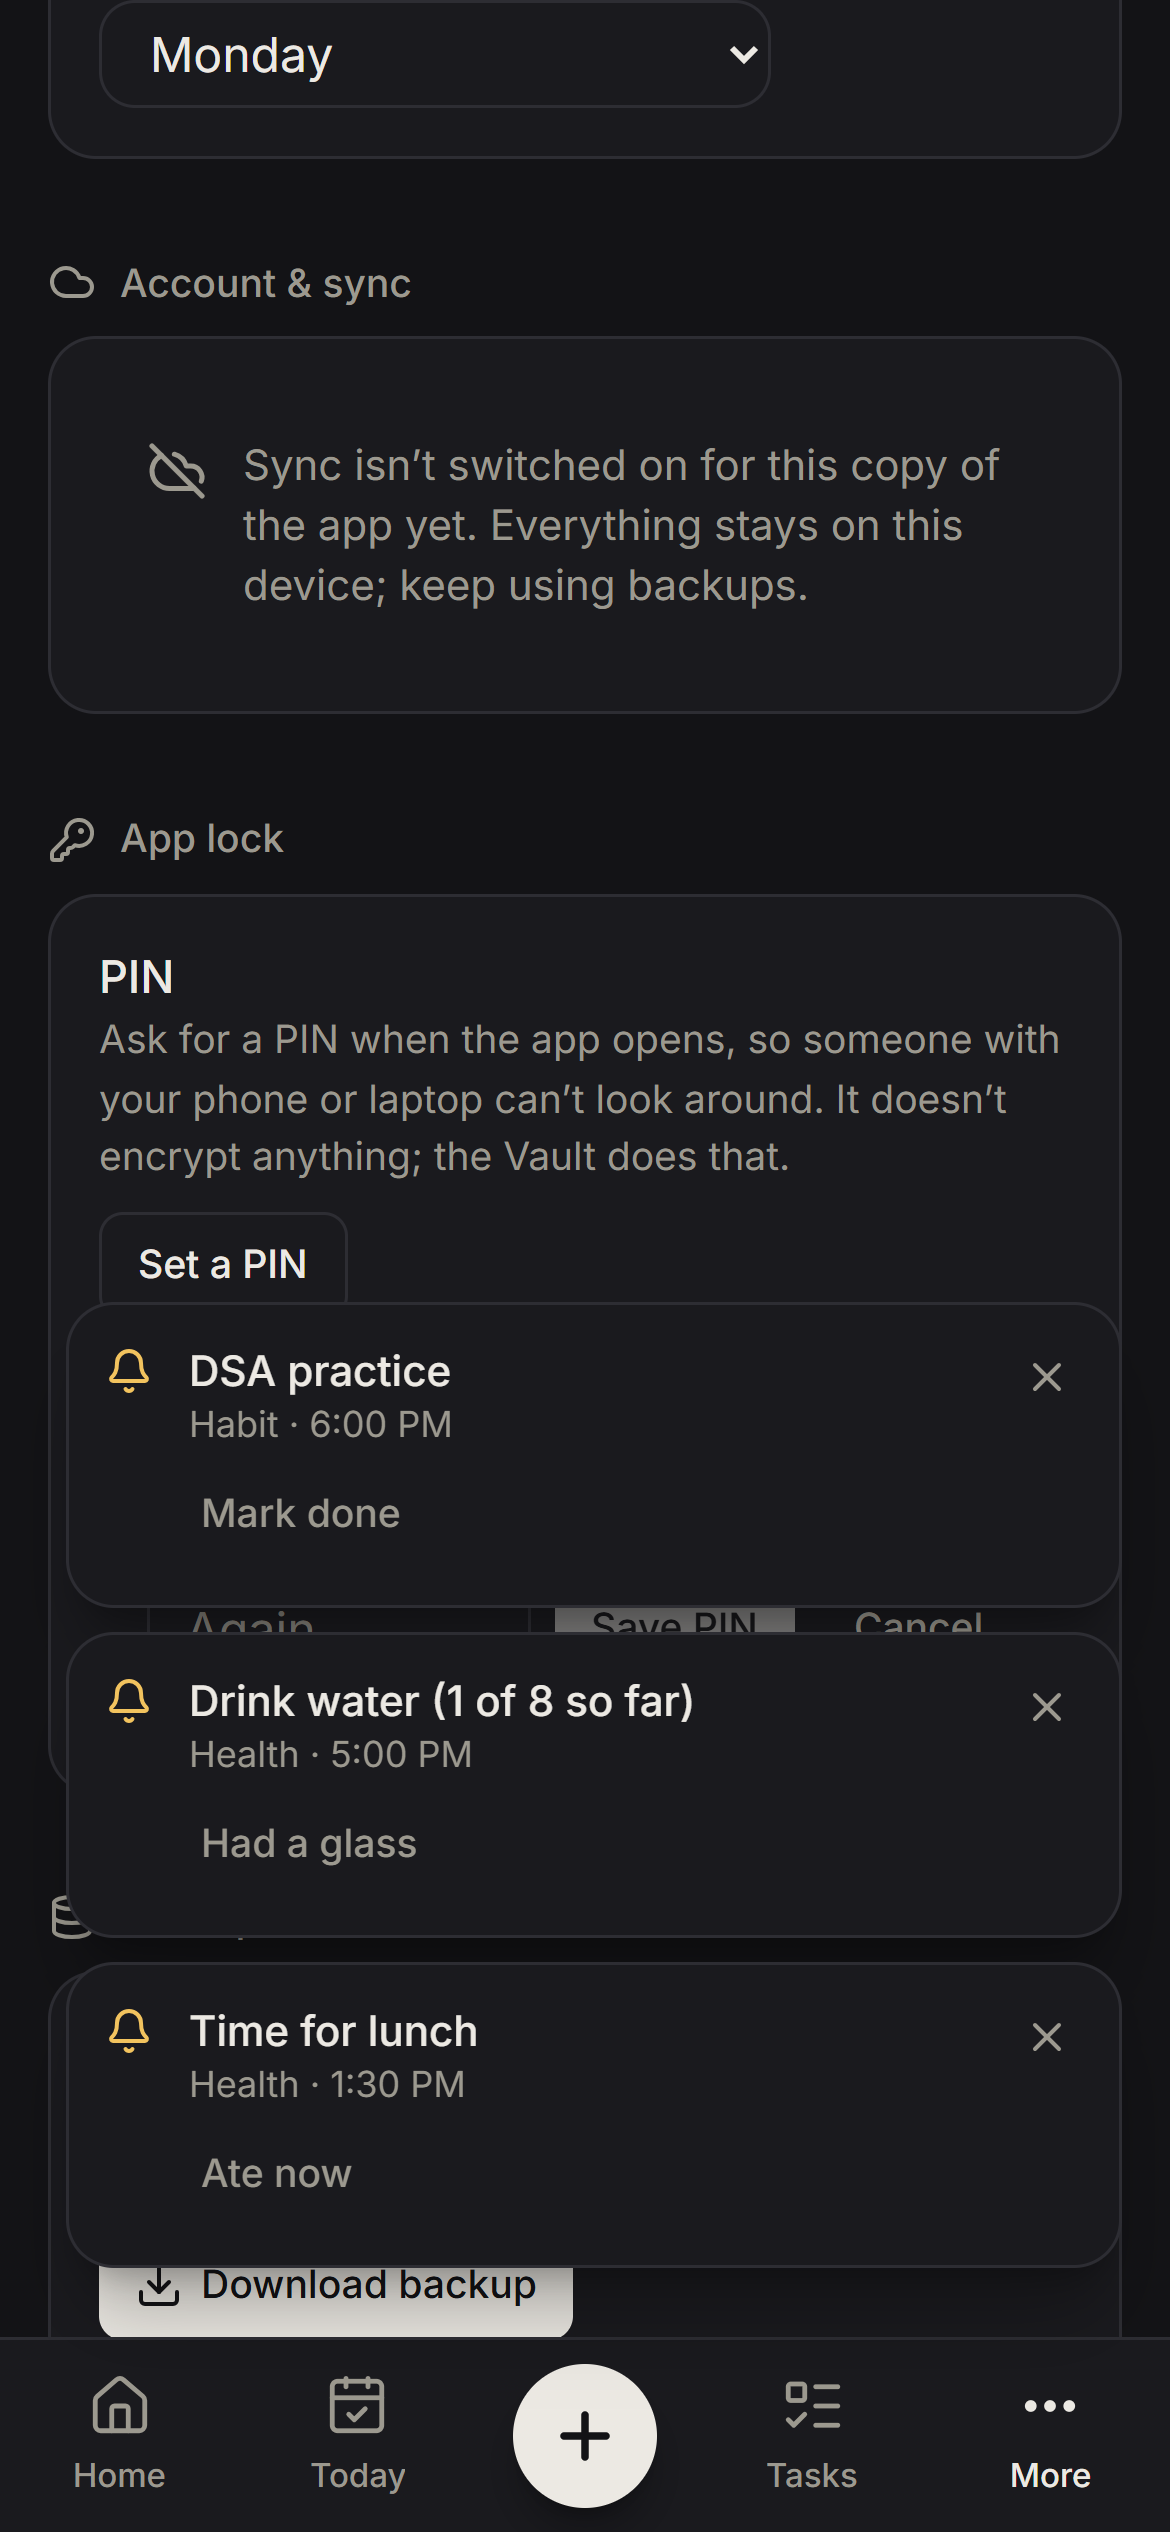 Monday
Account & sync
Sync isn’t switched on for this copy of
the app yet. Everything stays on this
device; keep using backups.
App lock
PIN
Ask for a PIN when the app opens, so someone with
your phone or laptop can’t look around. It doesn’t
encrypt anything; the Vault does that.
Set a PIN
DSA practice
Habit · 6:00 PM
Mark done
Again
Save PIN
Cancel
Drink water (1 of 8 so far)
Health · 5:00 PM
Had a glass
Time for lunch
Health · 1:30 PM
Ate now
Download backup
Home
Today
Tasks
More